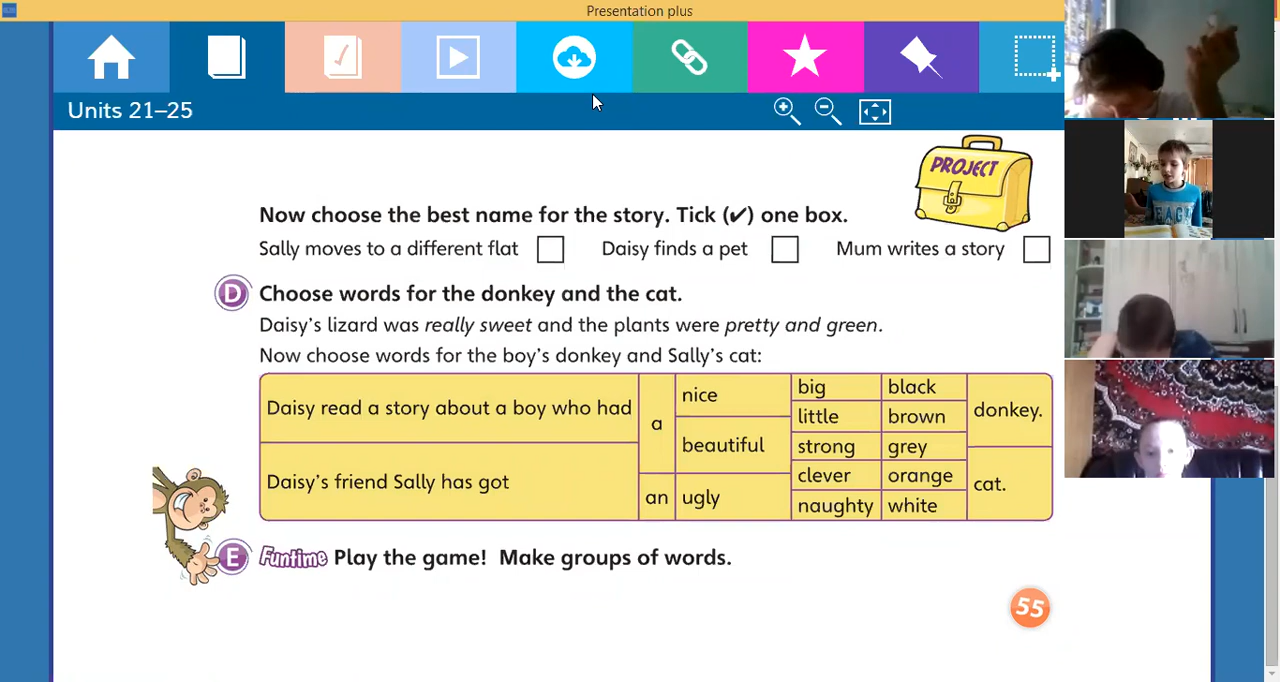 Presentation plus
Units 21–25
PROJECT
Now choose the best name for the story. Tick (✔) one box.
Sally moves to a different flat Daisy finds a pet Mum writes a story
D Choose words for the donkey and the cat.
Daisy's lizard was really sweet and the plants were pretty and green.
Now choose words for the boy's donkey and Sally's cat:
Daisy read a story about a boy who had
Daisy's friend Sally has got
a
an
nice
beautiful
ugly
big
little
strong
clever
naughty
black
brown
grey
orange
white
donkey.
cat.
E Funtime Play the game! Make groups of words.
55